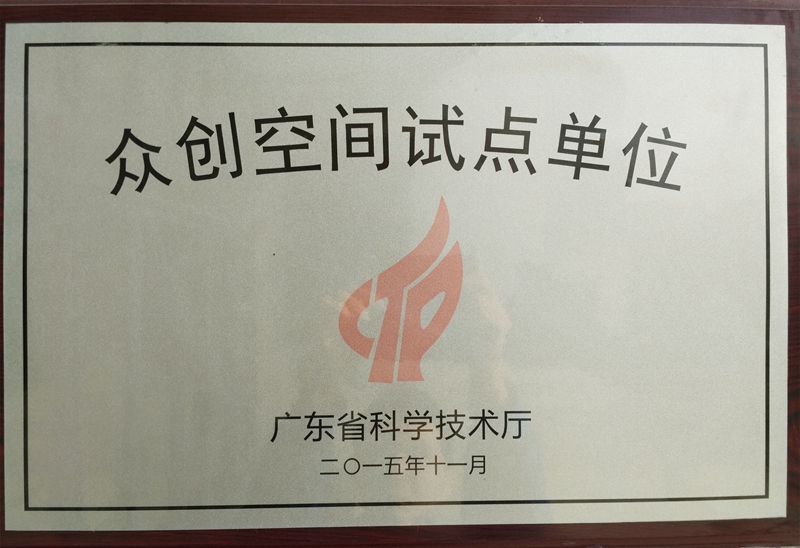 众创空间试点单位
广东省科学技术厅
二〇一五年十一月